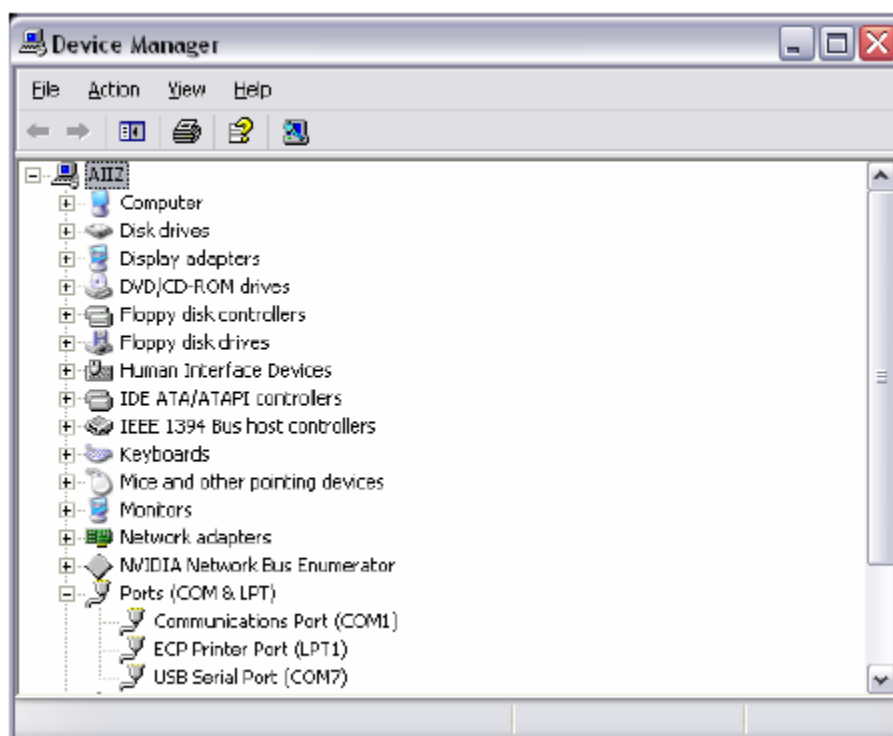 Device Manager
File Action View Help
AIIZ
Computer
Disk drives
Display adapters
DVD/CD-ROM drives
Floppy disk controllers
Floppy disk drives
Human Interface Devices
IDE ATA/ATAPI controllers
IEEE 1394 Bus host controllers
Keyboards
Mice and other pointing devices
Monitors
Network adapters
NVIDIA Network Bus Enumerator
Ports (COM & LPT)
Communications Port (COM1)
ECP Printer Port (LPT1)
USB Serial Port (COM7)